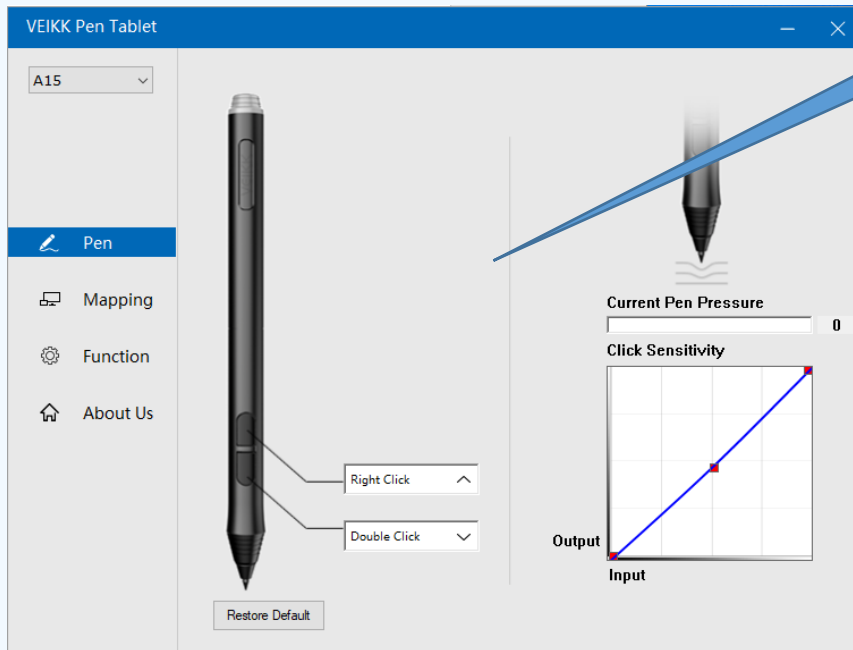 VEIKK Pen Tablet
A15
Pen
Mapping
Function
About Us
Right Click
Double Click
Restore Default
Current Pen Pressure
0
Click Sensitivity
Output
Input